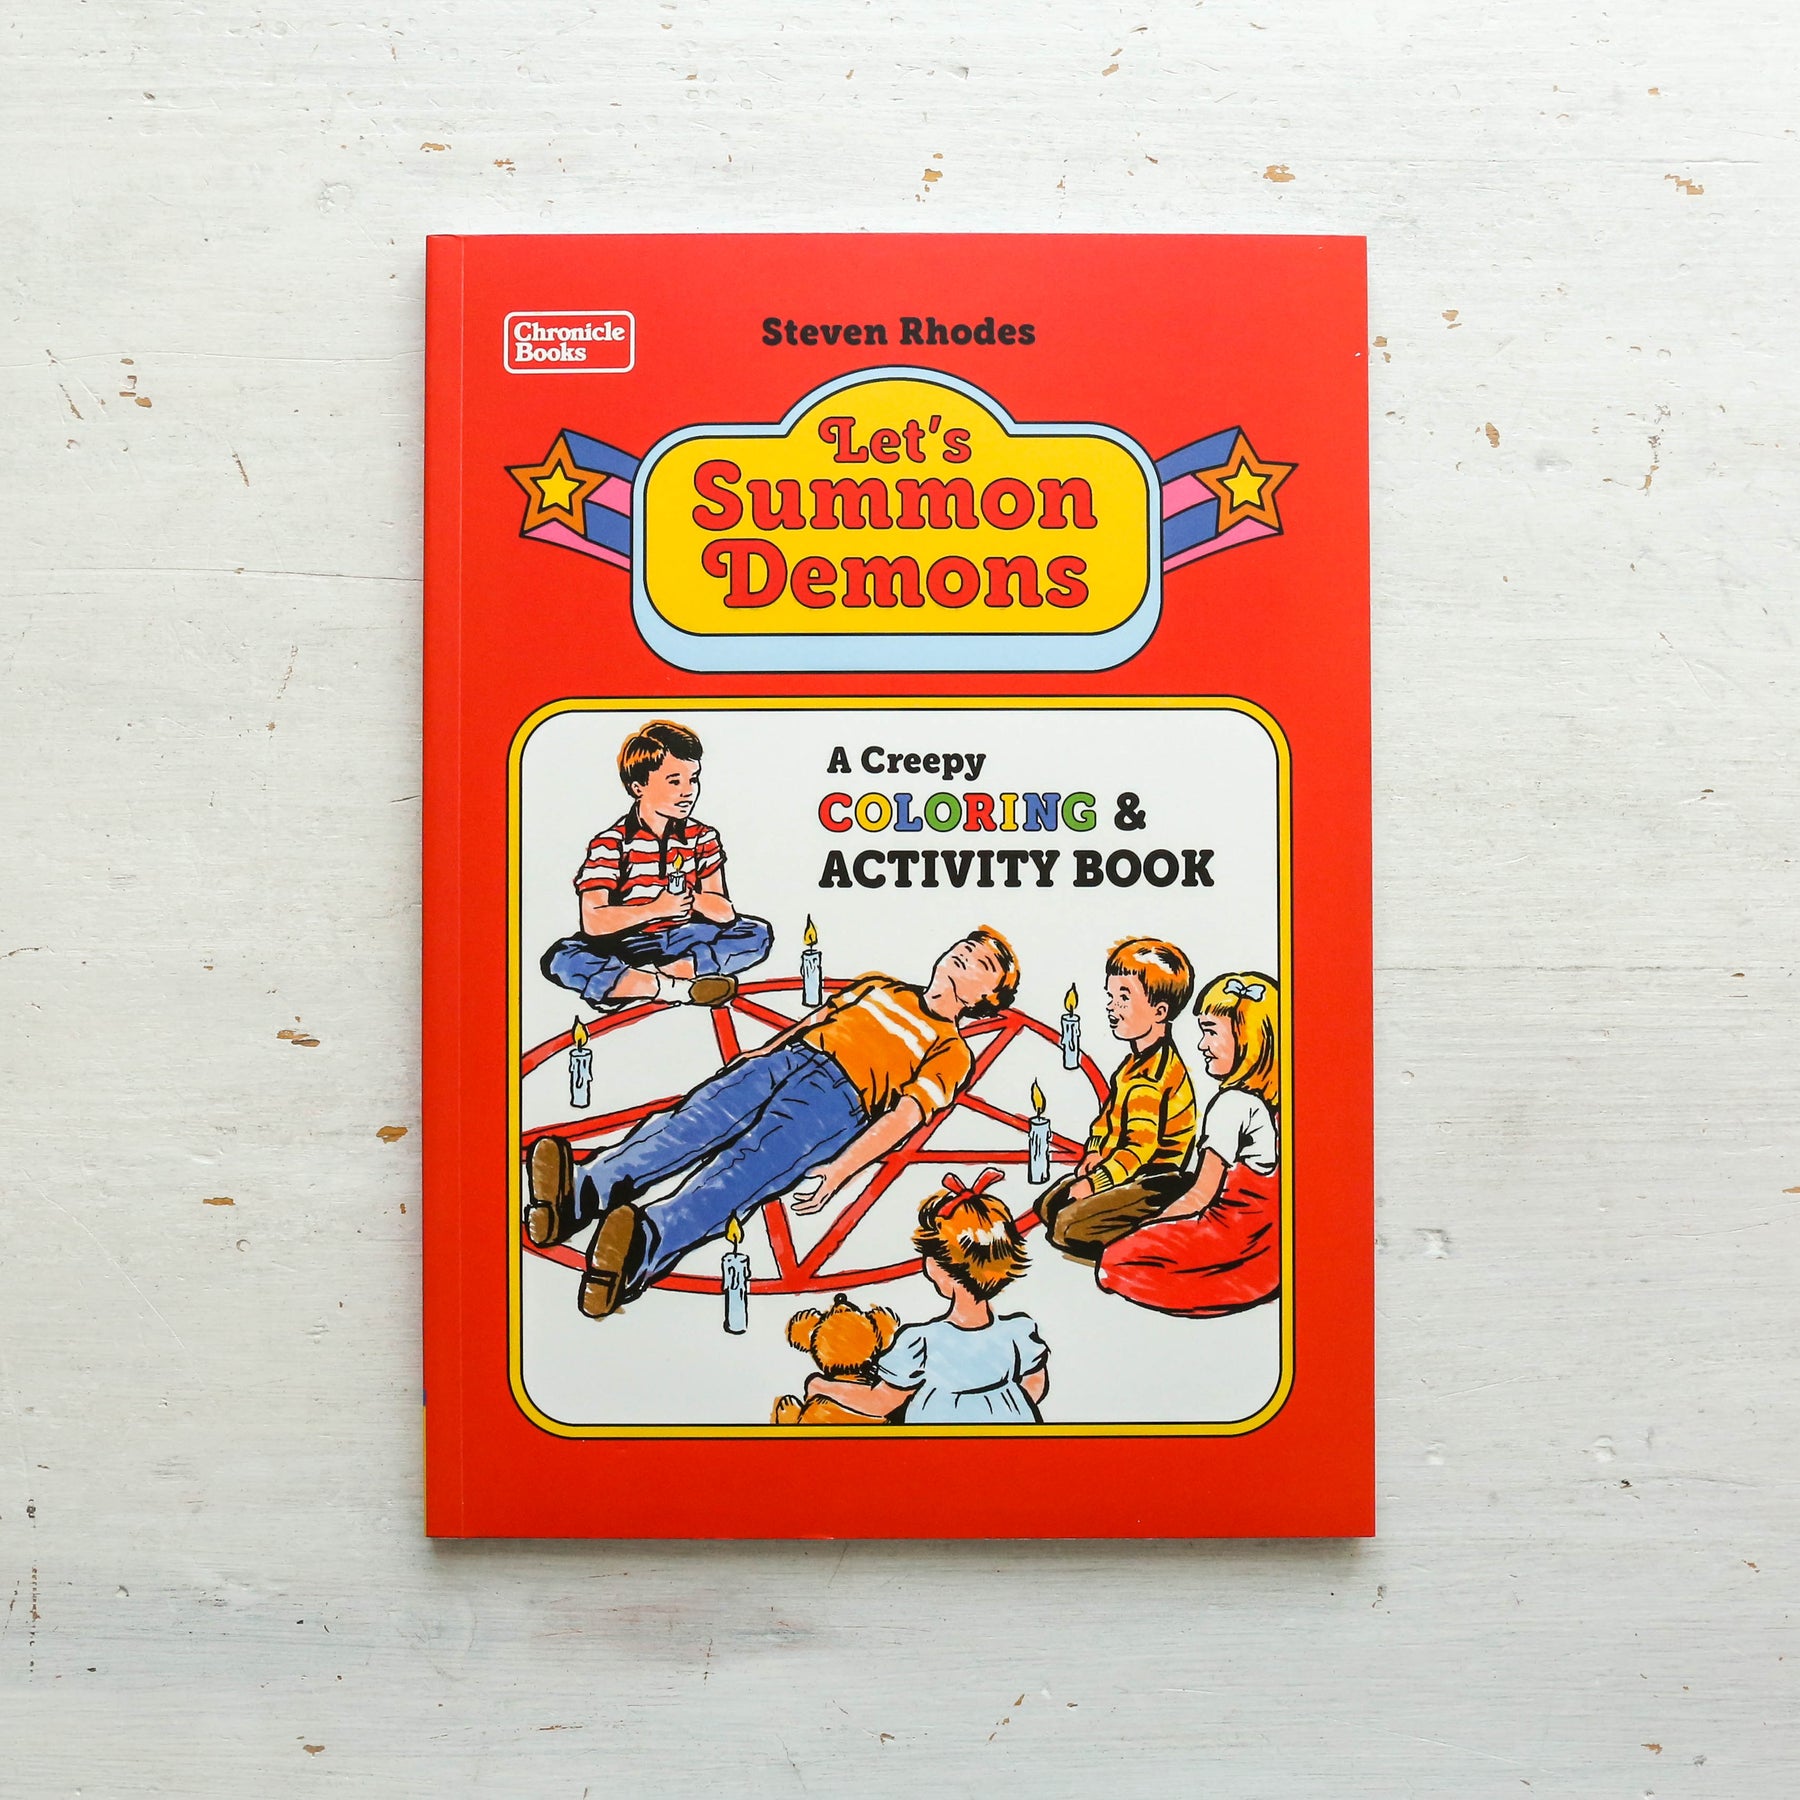 Chronicle
Books
Steven Rhodes
Let's
Summon
Demons
A Creepy
COLORING &
ACTIVITY BOOK